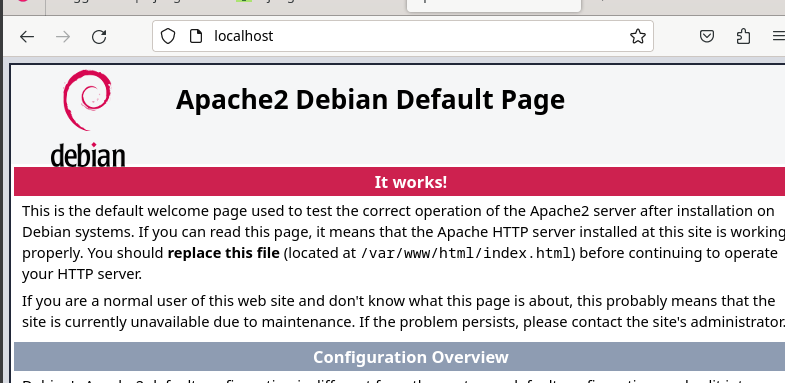 localhost
debian
Apache2 Debian Default Page
It works!
This is the default welcome page used to test the correct operation of the Apache2 server after installation on
Debian systems. If you can read this page, it means that the Apache HTTP server installed at this site is working
properly. You should replace this file (located at /var/www/html/index.html) before continuing to operate
your HTTP server.
If you are a normal user of this web site and don't know what this page is about, this probably means that the
site is currently unavailable due to maintenance. If the problem persists, please contact the site's administrator.
Configuration Overview